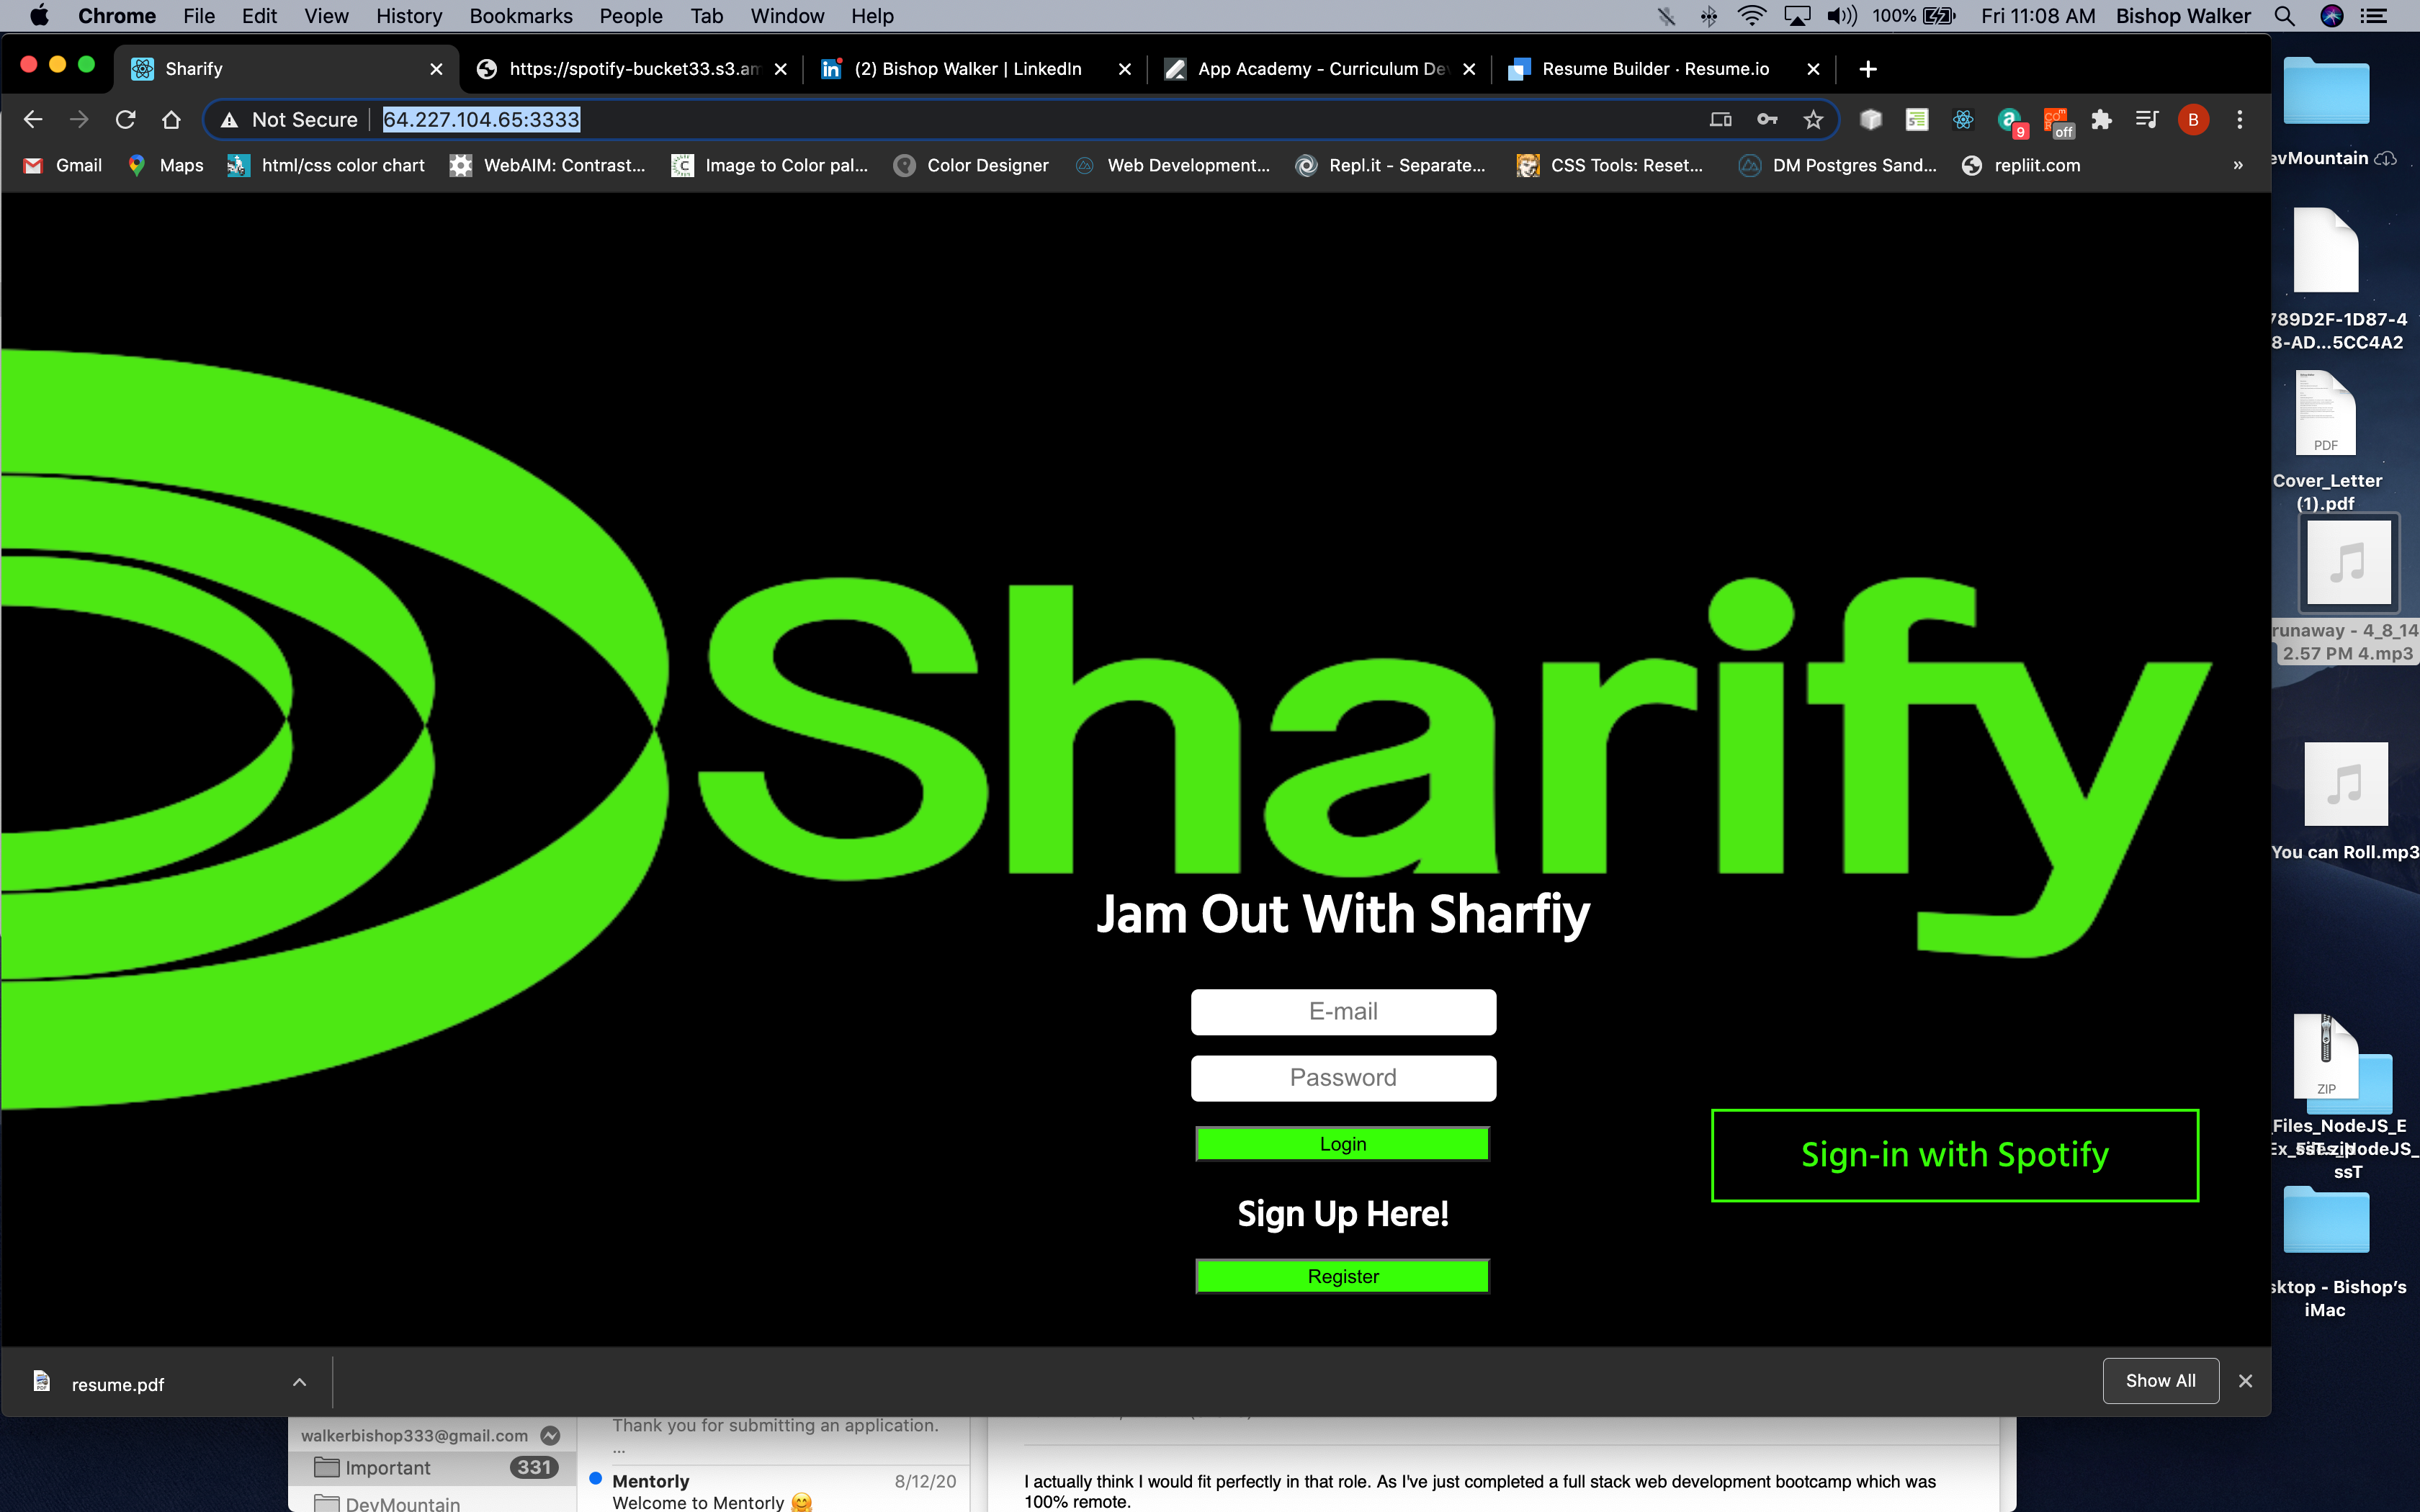 Chrome File Edit View History Bookmarks People Tab Window Help 100% Fri 11:08 AM Bishop Walker
Sharify https://spotify-bucket33.s3.am (2) Bishop Walker | LinkedIn App Academy - Curriculum De Resume Builder · Resume.io
Not Secure 64.227.104.65:3333 9 off B
Gmail Maps html/css color chart WebAIM: Contrast... Image to Color pal... Color Designer Web Development... Repl.it - Separate... CSS Tools: Reset... DM Postgres Sand... repliit.com »
evMountain
789D2F-1D87-4
8-AD...5CC4A2
PDF
Cover_Letter
(1).pdf
runaway - 4_8_14
2.57 PM 4.mp3
You can Roll.mp3
ZIP
_Files_NodeJS_E
ssT
sktop - Bishop's
iMac
Sharify
Jam Out With Sharfiy
E-mail
Password
Login
Sign-in with Spotify
Sign Up Here!
Register
resume.pdf Show All
walkerbishop333@gmail.com
Important 331
DevMountain
Thank you for submitting an application.
...
Mentorly 8/12/20
Welcome to Mentorly 🤗
I actually think I would fit perfectly in that role. As I've just completed a full stack web development bootcamp which was
100% remote.